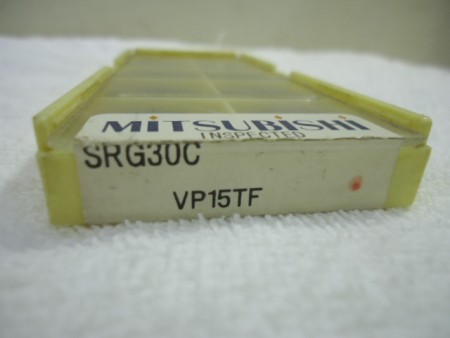 MITSUBISHI
INSPECTED
SRG30C
VP15TF